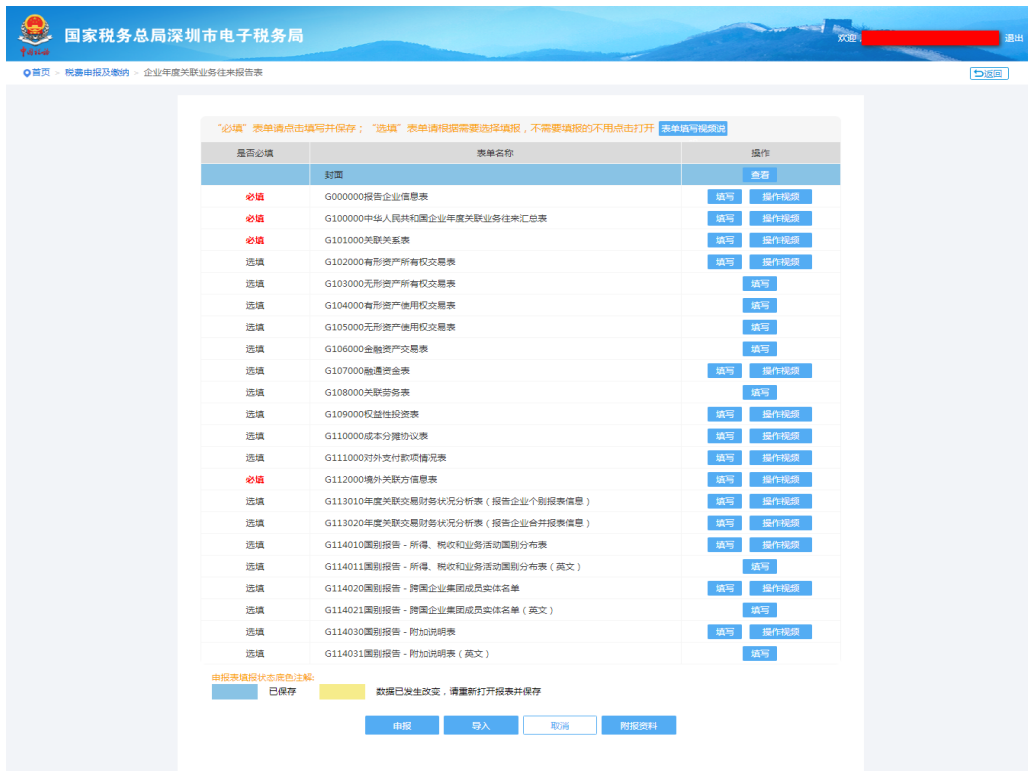 国家税务总局深圳市电子税务局
欢迎, 退出
首页 > 税费申报及缴纳 > 企业年度关联业务往来报告表 返回
“必填”表单请点击填写并保存；“选填”表单请根据需要选择填报，不需要填报的不用点击打开 表单填写视频说
是否必填 表单名称 操作
封面 查看
必填 G000000报告企业信息表 填写 操作视频
必填 G100000中华人民共和国企业年度关联业务往来汇总表 填写 操作视频
必填 G101000关联关系表 填写 操作视频
选填 G102000有形资产所有权交易表 填写 操作视频
选填 G103000无形资产所有权交易表 填写
选填 G104000有形资产使用权交易表 填写
选填 G105000无形资产使用权交易表 填写
选填 G106000金融资产交易表 填写
选填 G107000融通资金表 填写 操作视频
选填 G108000关联劳务表 填写
选填 G109000权益性投资表 填写 操作视频
选填 G110000成本分摊协议表 填写 操作视频
选填 G111000对外支付款项情况表 填写 操作视频
必填 G112000境外关联方信息表 填写 操作视频
选填 G113010年度关联交易财务状况分析表（报告企业个别报表信息） 填写 操作视频
选填 G113020年度关联交易财务状况分析表（报告企业合并报表信息） 填写 操作视频
选填 G114010国别报告－所得、税收和业务活动国别分布表 填写 操作视频
选填 G114011国别报告－所得、税收和业务活动国别分布表（英文） 填写
选填 G114020国别报告－跨国企业集团成员实体名单 填写 操作视频
选填 G114021国别报告－跨国企业集团成员实体名单（英文） 填写
选填 G114030国别报告－附加说明表 填写 操作视频
选填 G114031国别报告－附加说明表（英文） 填写
申报表填报状态底色注解:
已保存 数据已发生改变，请重新打开报表并保存
申报 导入 取消 附报资料